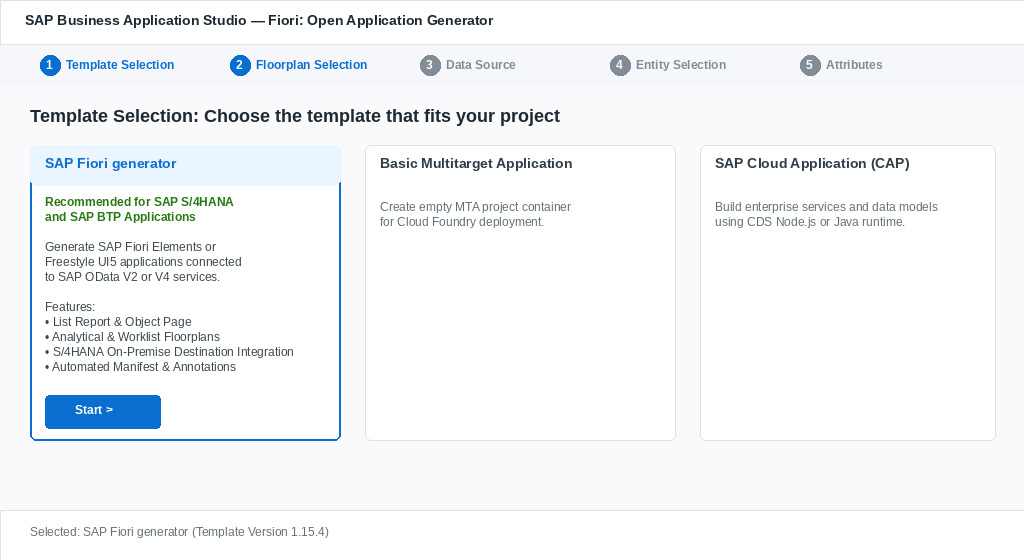 SAP Business Application Studio — Fiori: Open Application Generator
1 Template Selection
2 Floorplan Selection
3 Data Source
4 Entity Selection
5 Attributes
Template Selection: Choose the template that fits your project
SAP Fiori generator
Recommended for SAP S/4HANA
and SAP BTP Applications
Generate SAP Fiori Elements or
Freestyle UI5 applications connected
to SAP OData V2 or V4 services.
Features:
• List Report & Object Page
• Analytical & Worklist Floorplans
• S/4HANA On-Premise Destination Integration
• Automated Manifest & Annotations
Start >
Basic Multitarget Application
Create empty MTA project container
for Cloud Foundry deployment.
SAP Cloud Application (CAP)
Build enterprise services and data models
using CDS Node.js or Java runtime.
Selected: SAP Fiori generator (Template Version 1.15.4)